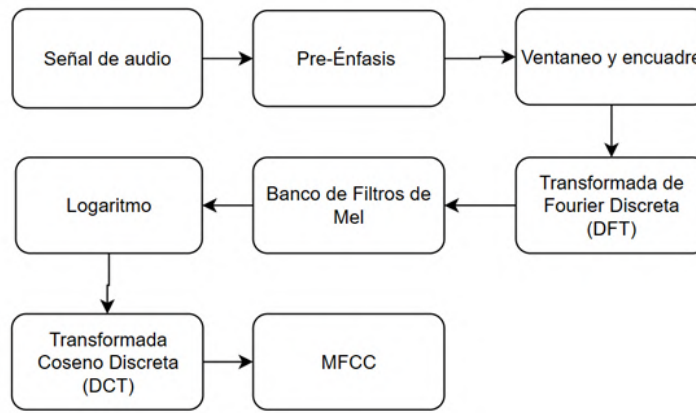 Señal de audio
Pre-Énfasis
Ventaneo y encuadre
Transformada de
Fourier Discreta
(DFT)
Banco de Filtros de
Mel
Logaritmo
Transformada
Coseno Discreta
(DCT)
MFCC